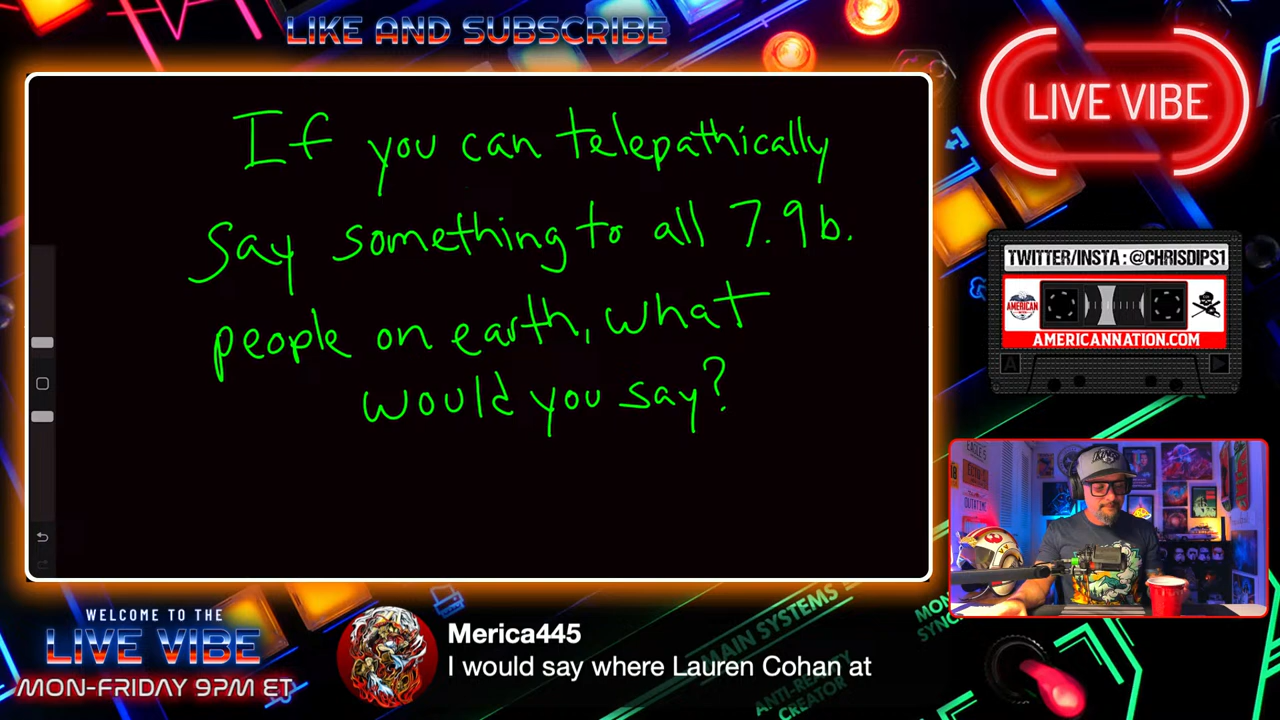 LIKE AND SUBSCRIBE
If you can telepathically
say something to all 7.9b.
people on earth, what
would you say?
LIVE VIBE
TWITTER/INSTA : @CHRISDIPS1
AMERICAN
AMERICANNATION.COM
A
WELCOME TO THE
LIVE VIBE
MON-FRIDAY 9PM ET
Merica445
I would say where Lauren Cohan at
MAIN SYSTEMS